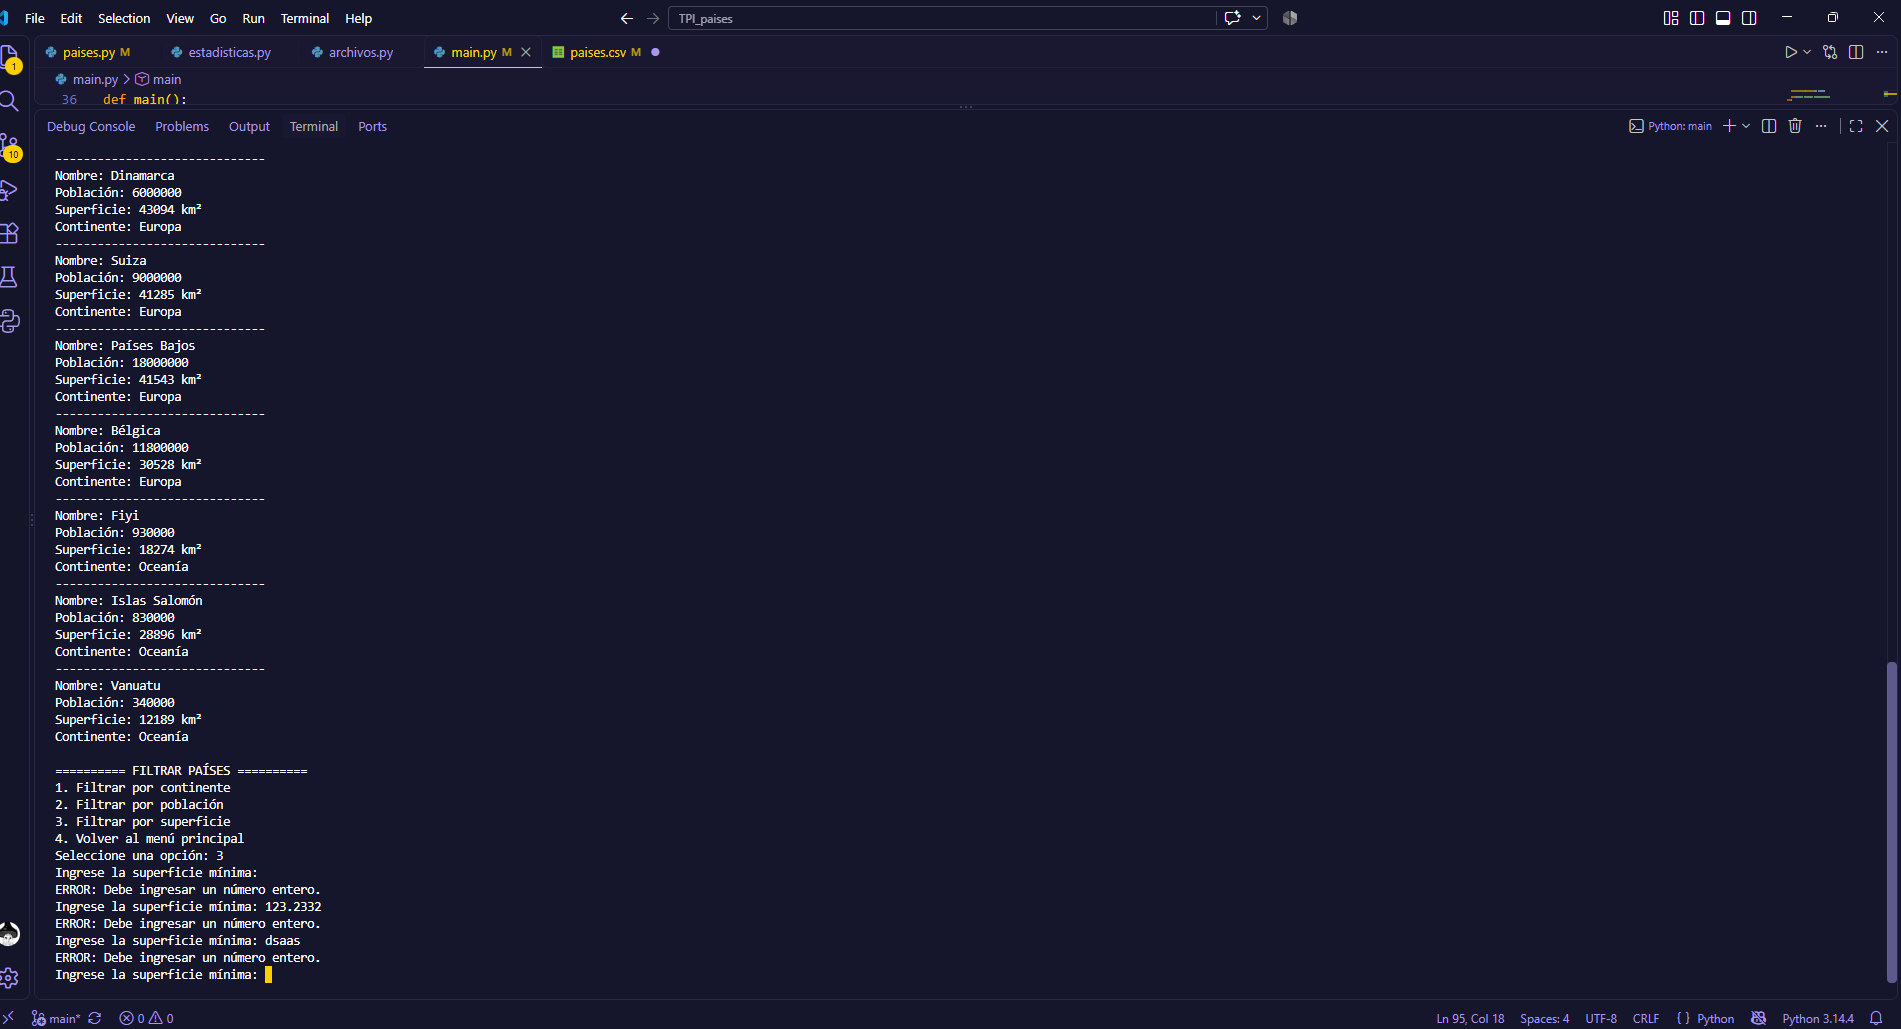 File Edit Selection View Go Run Terminal Help
TPI_paises
paises.py M estadisticas.py archivos.py main.py M paises.csv M
1
main.py > main
36 def main():
Debug Console Problems Output Terminal Ports
Python: main
10
------------------------------
Nombre: Dinamarca
Población: 6000000
Superficie: 43094 km²
Continente: Europa
------------------------------
Nombre: Suiza
Población: 9000000
Superficie: 41285 km²
Continente: Europa
------------------------------
Nombre: Países Bajos
Población: 18000000
Superficie: 41543 km²
Continente: Europa
------------------------------
Nombre: Bélgica
Población: 11800000
Superficie: 30528 km²
Continente: Europa
------------------------------
Nombre: Fiyi
Población: 930000
Superficie: 18274 km²
Continente: Oceanía
------------------------------
Nombre: Islas Salomón
Población: 830000
Superficie: 28896 km²
Continente: Oceanía
------------------------------
Nombre: Vanuatu
Población: 340000
Superficie: 12189 km²
Continente: Oceanía
========== FILTRAR PAÍSES ==========
1. Filtrar por continente
2. Filtrar por población
3. Filtrar por superficie
4. Volver al menú principal
Seleccione una opción: 3
Ingrese la superficie mínima:
ERROR: Debe ingresar un número entero.
Ingrese la superficie mínima: 123.2332
ERROR: Debe ingresar un número entero.
Ingrese la superficie mínima: dsaas
ERROR: Debe ingresar un número entero.
Ingrese la superficie mínima:
main* 0 0 Ln 95, Col 18 Spaces: 4 UTF-8 CRLF {} Python Python 3.14.4